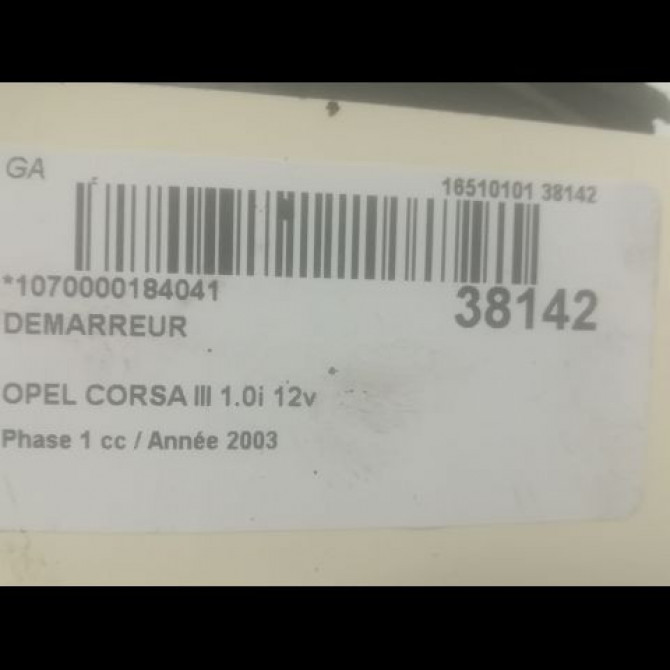 GA
16510101 38142
*1070000184041
38142
DEMARREUR
OPEL CORSA III 1.0i 12v
Phase 1 cc / Année 2003